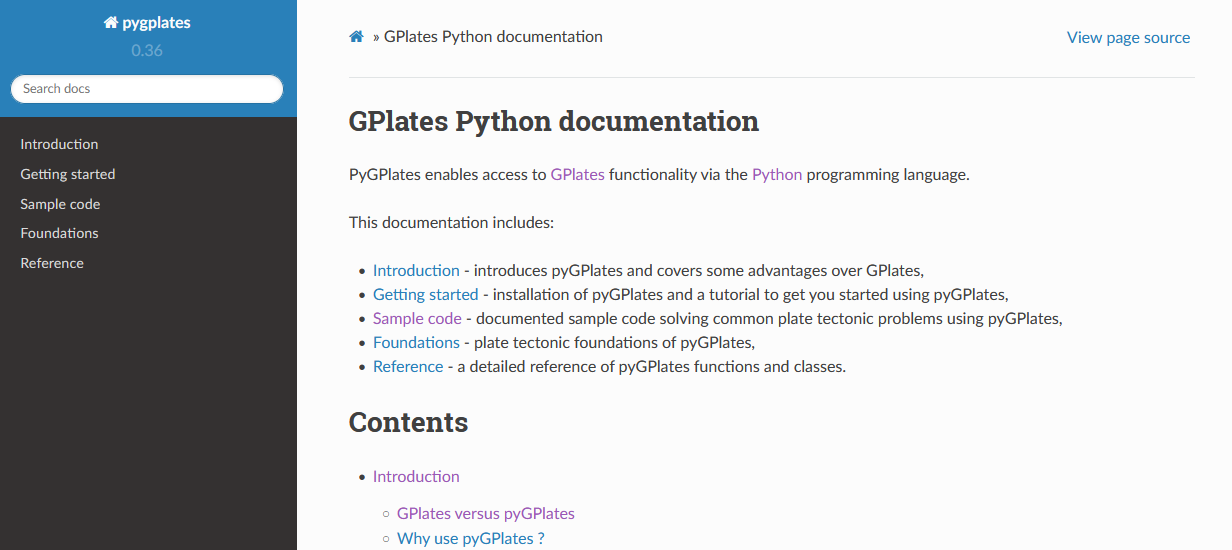 pygplates
0.36
Search docs
Introduction
Getting started
Sample code
Foundations
Reference
» GPlates Python documentation
View page source
GPlates Python documentation
PyGPlates enables access to GPlates functionality via the Python programming language.
This documentation includes:
• Introduction - introduces pyGPlates and covers some advantages over GPlates,
• Getting started - installation of pyGPlates and a tutorial to get you started using pyGPlates,
• Sample code - documented sample code solving common plate tectonic problems using pyGPlates,
• Foundations - plate tectonic foundations of pyGPlates,
• Reference - a detailed reference of pyGPlates functions and classes.
Contents
• Introduction
○ GPlates versus pyGPlates
○ Why use pyGPlates ?